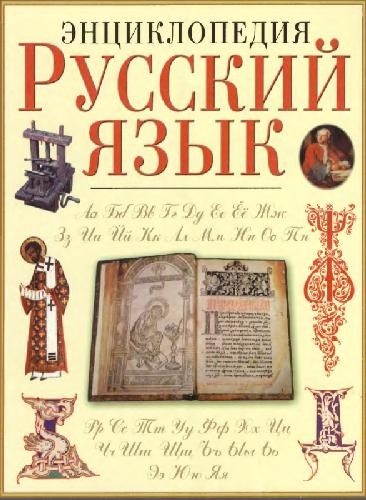 ЭНЦИКЛОПЕДИЯ
РУССКИЙ
ЯЗЫК
Аа Бб Вв Гг Дд Ее Ёё Жж
Зз Ии Йй Кк Лл Мм Нн Оо Пп
Рр Сс Тт Уу Фф Хх Цц
Чч Шш Щщ Ъъ Ыы Ьь
Ээ Юю Яя